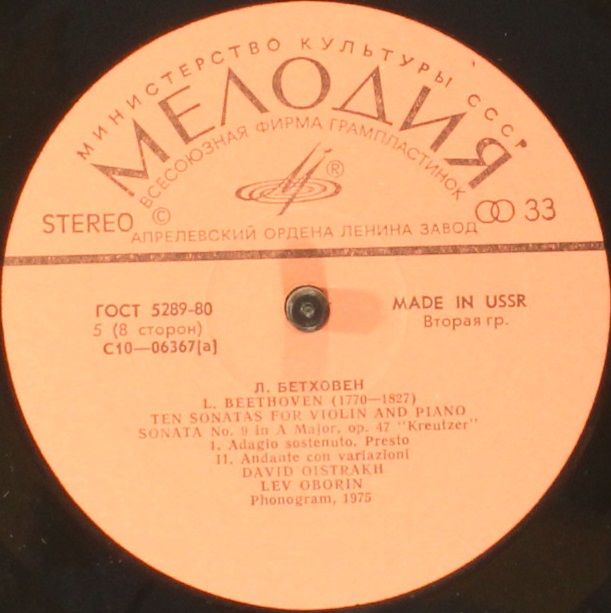 МИНИСТЕРСТВО КУЛЬТУРЫ СССР
МЕЛОДИЯ
ВСЕСОЮЗНАЯ ФИРМА ГРАМПЛАСТИНОК
®
STEREO © 33
АПРЕЛЕВСКИЙ ОРДЕНА ЛЕНИНА ЗАВОД
ГОСТ 5289-80
5 (8 сторон)
С10—06367[а]
MADE IN USSR
Вторая гр.
Л. БЕТХОВЕН
L. BEETHOVEN (1770—1827)
TEN SONATAS FOR VIOLIN AND PIANO
SONATA No. 9 in A Major, op. 47 "Kreutzer"
I. Adagio sostenuto. Presto
II. Andante con variazioni
DAVID OISTRAKH
LEV OBORIN
Phonogram, 1975